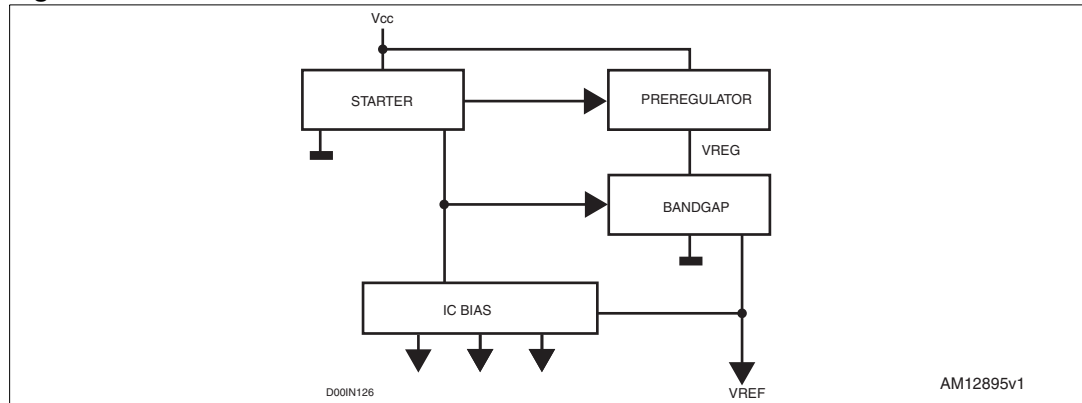 Vcc
STARTER
PREREGULATOR
VREG
BANDGAP
IC BIAS
D00IN126
VREF
AM12895v1